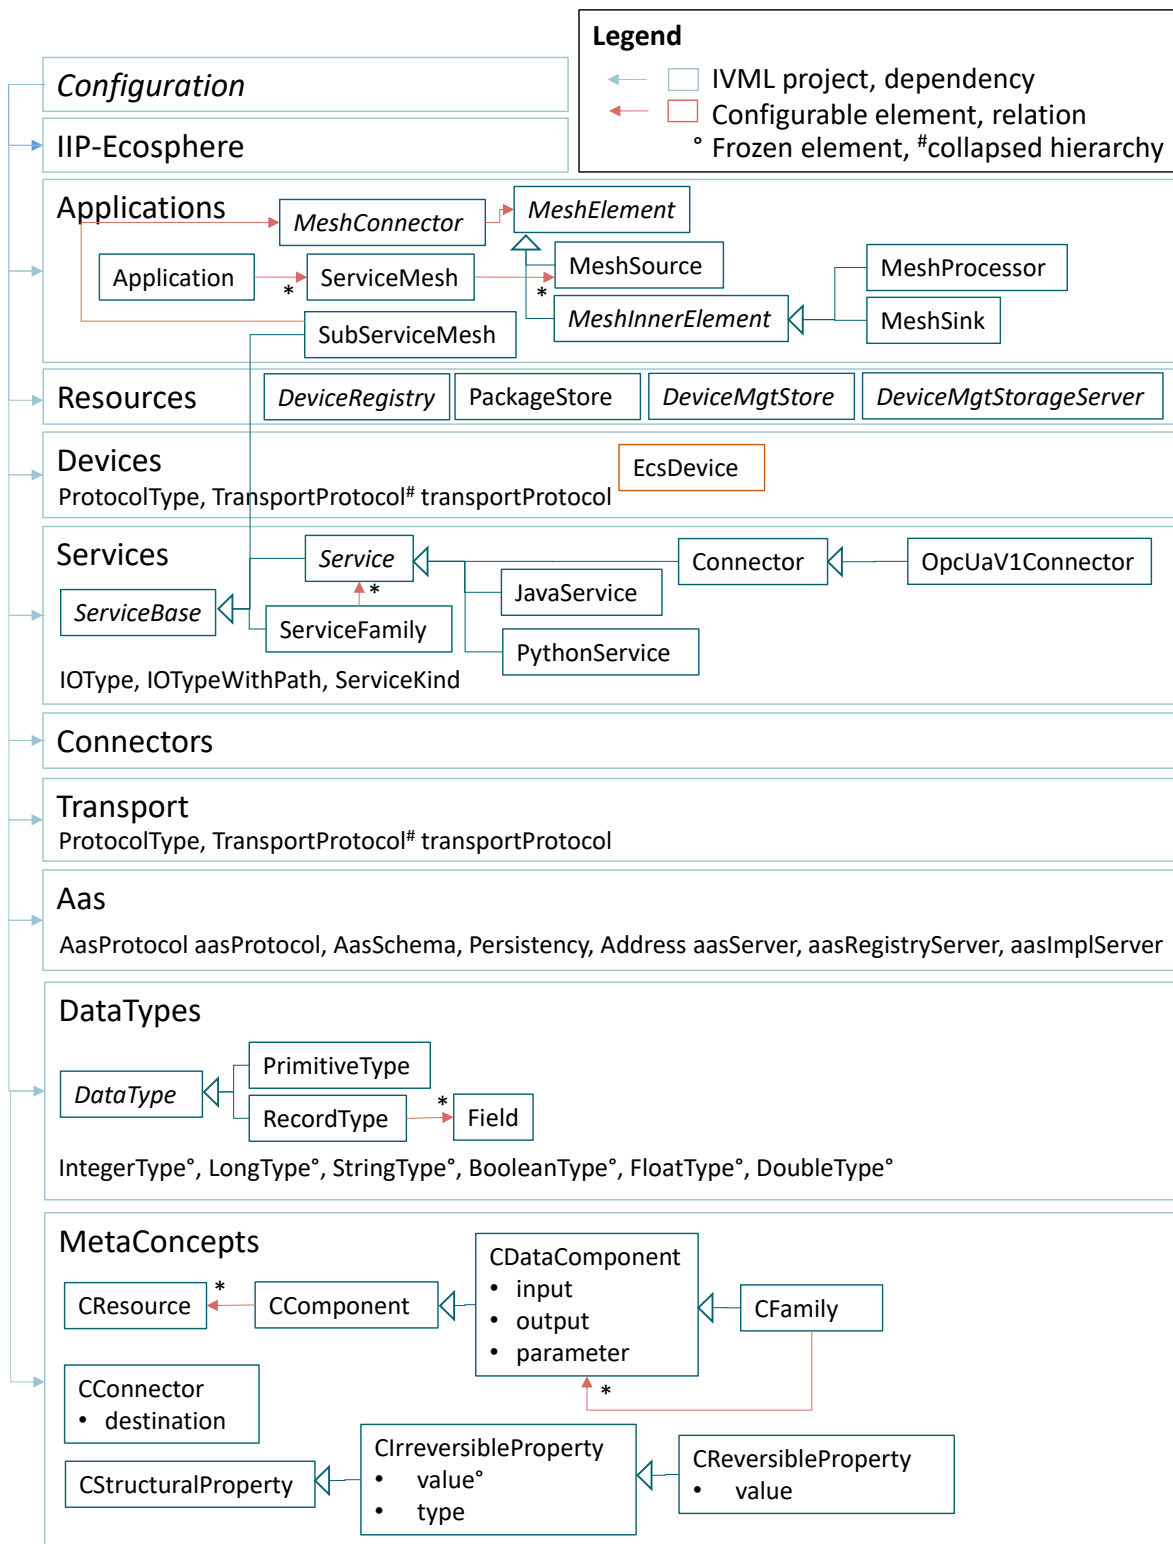 Legend
IVML project, dependency
Configurable element, relation
° Frozen element, #collapsed hierarchy
Configuration
IIP-Ecosphere
Applications
MeshConnector
MeshElement
Application
*
ServiceMesh
*
MeshSource
MeshProcessor
MeshInnerElement
MeshSink
SubServiceMesh
Resources
DeviceRegistry
PackageStore
DeviceMgtStore
DeviceMgtStorageServer
Devices
EcsDevice
ProtocolType, TransportProtocol# transportProtocol
Services
Service
Connector
OpcUaV1Connector
*
JavaService
ServiceBase
ServiceFamily
PythonService
IOType, IOTypeWithPath, ServiceKind
Connectors
Transport
ProtocolType, TransportProtocol# transportProtocol
Aas
AasProtocol aasProtocol, AasSchema, Persistency, Address aasServer, aasRegistryServer, aasImplServer
DataTypes
PrimitiveType
DataType
RecordType
*
Field
IntegerType°, LongType°, StringType°, BooleanType°, FloatType°, DoubleType°
MetaConcepts
CResource
*
CComponent
CDataComponent
• input
• output
• parameter
CFamily
*
CConnector
• destination
CStructuralProperty
CIrreversibleProperty
• value°
• type
CReversibleProperty
• value